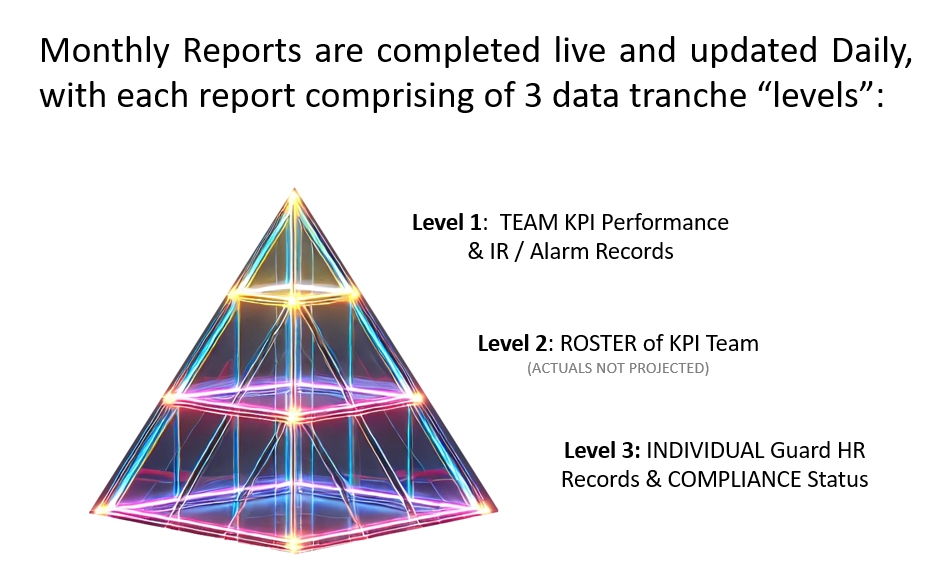 Monthly Reports are completed live and updated Daily,
with each report comprising of 3 data tranche “levels”:
Level 1:  TEAM KPI Performance
& IR / Alarm Records
Level 2: ROSTER of KPI Team
(ACTUALS NOT PROJECTED)
Level 3: INDIVIDUAL Guard HR
Records & COMPLIANCE Status